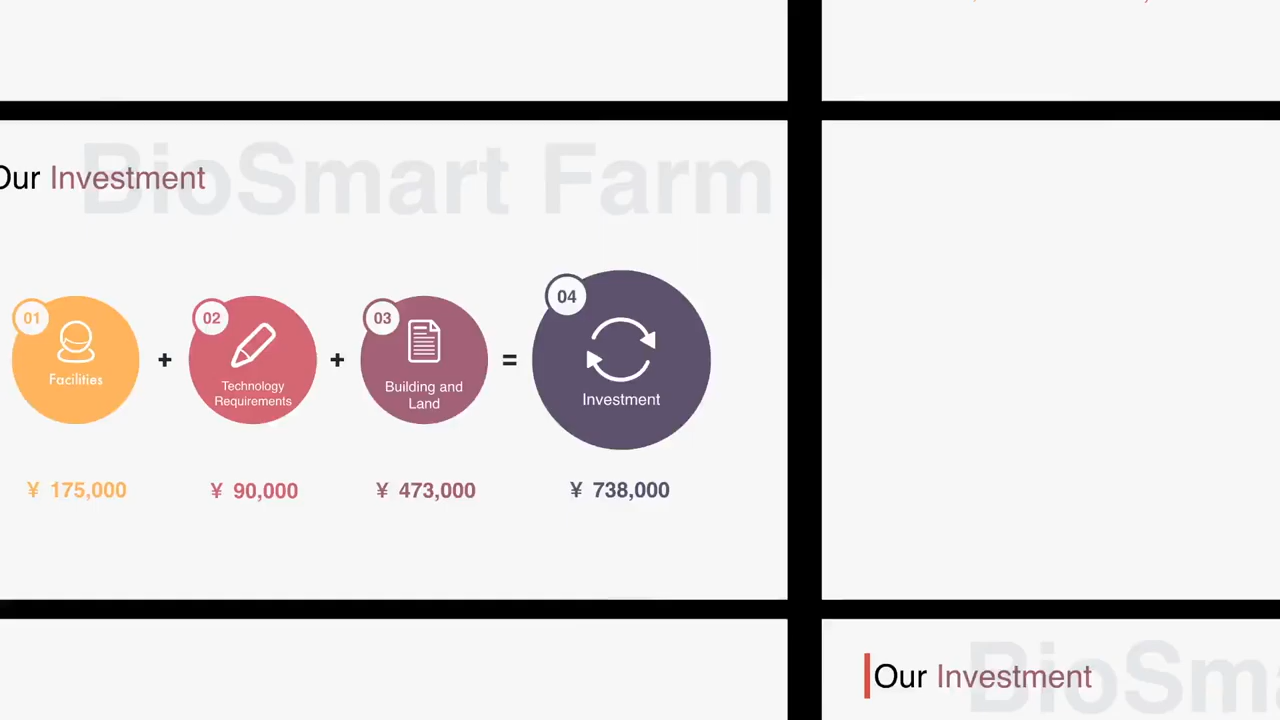 BioSmart Farm
Our Investment
01
02
03
04
Facilities
+
Technology
Requirements
+
Building and
Land
=
Investment
¥ 175,000
¥ 90,000
¥ 473,000
¥ 738,000
BioSma
Our Investment